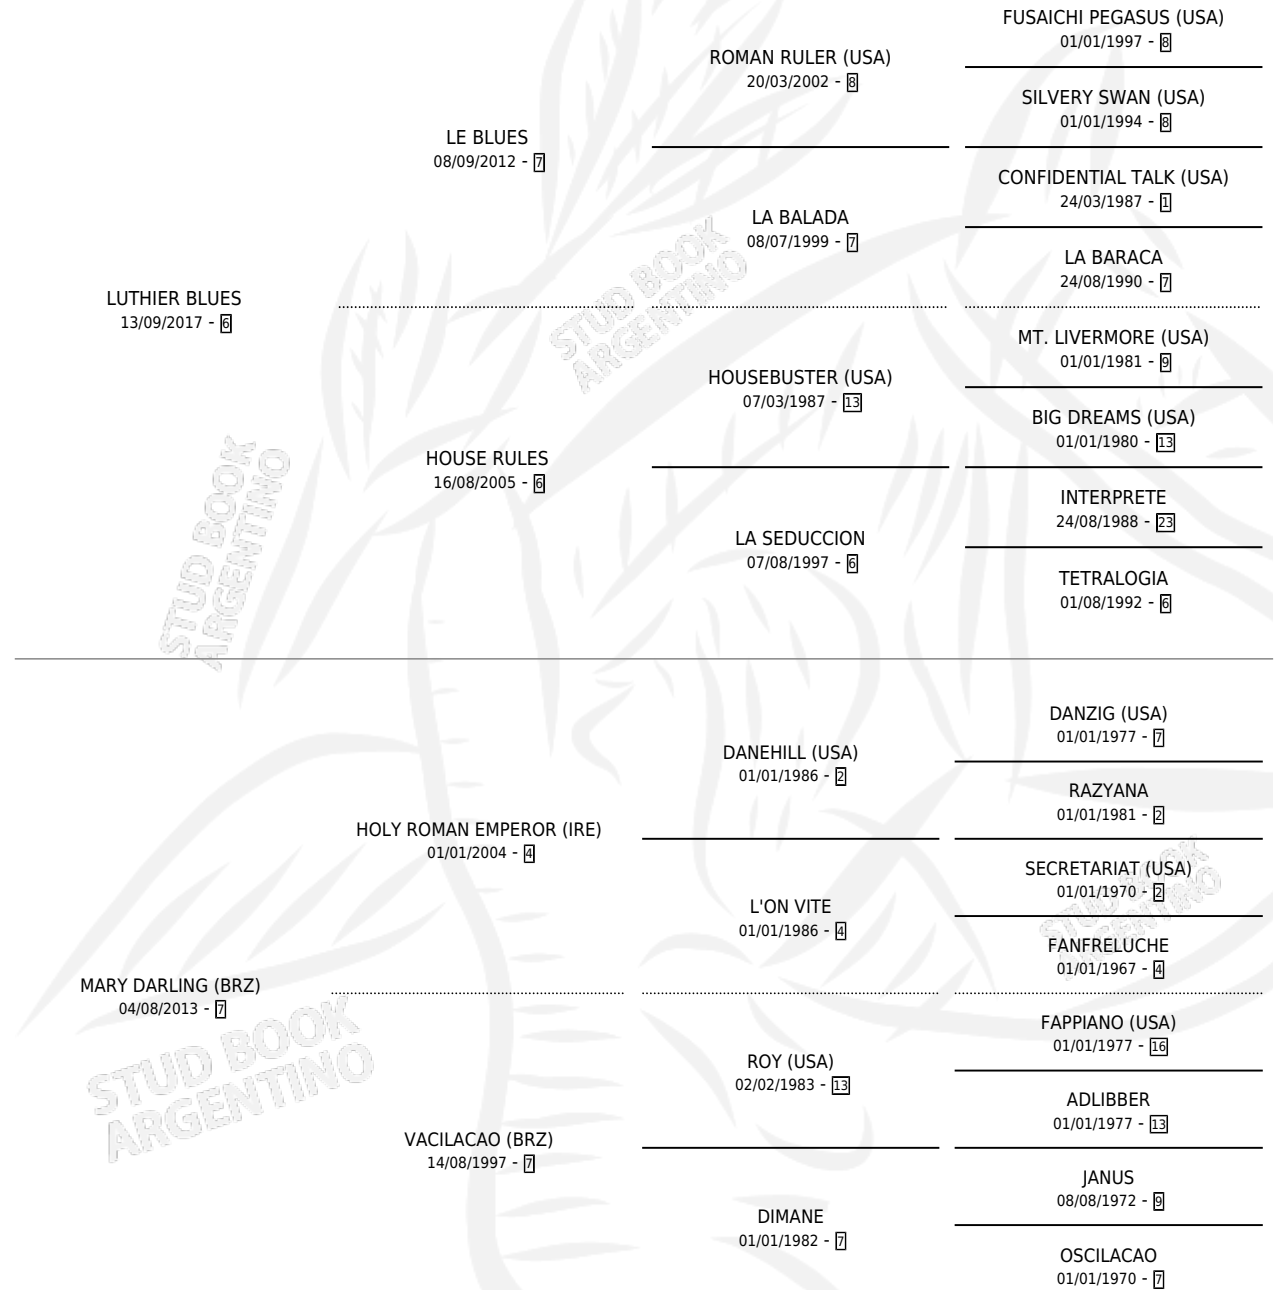 FUSAICHI PEGASUS (USA)
01/01/1997 - 8
ROMAN RULER (USA)
20/03/2002 - 8
SILVERY SWAN (USA)
01/01/1994 - 8
LE BLUES
08/09/2012 - 7
CONFIDENTIAL TALK (USA)
24/03/1987 - 1
LA BALADA
08/07/1999 - 7
LA BARACA
24/08/1990 - 7
LUTHIER BLUES
13/09/2017 - 6
STUD BOOK
ARGENTINO
MT. LIVERMORE (USA)
01/01/1981 - 9
HOUSEBUSTER (USA)
07/03/1987 - 13
BIG DREAMS (USA)
01/01/1980 - 13
HOUSE RULES
16/08/2005 - 6
INTERPRETE
24/08/1988 - 23
LA SEDUCCION
07/08/1997 - 6
TETRALOGIA
01/08/1992 - 6
STUD BOOK
ARGENTINO
DANZIG (USA)
01/01/1977 - 7
DANEHILL (USA)
01/01/1986 - 2
RAZYANA
01/01/1981 - 2
HOLY ROMAN EMPEROR (IRE)
01/01/2004 - 4
SECRETARIAT (USA)
01/01/1970 - 2
L'ON VITE
01/01/1986 - 4
STUD BOOK
ARGENTINO
FANFRELUCHE
01/01/1967 - 4
MARY DARLING (BRZ)
04/08/2013 - 7
STUD BOOK
ARGENTINO
FAPPIANO (USA)
01/01/1977 - 16
ROY (USA)
02/02/1983 - 13
ADLIBBER
01/01/1977 - 13
VACILACAO (BRZ)
14/08/1997 - 7
JANUS
08/08/1972 - 9
DIMANE
01/01/1982 - 7
OSCILACAO
01/01/1970 - 7